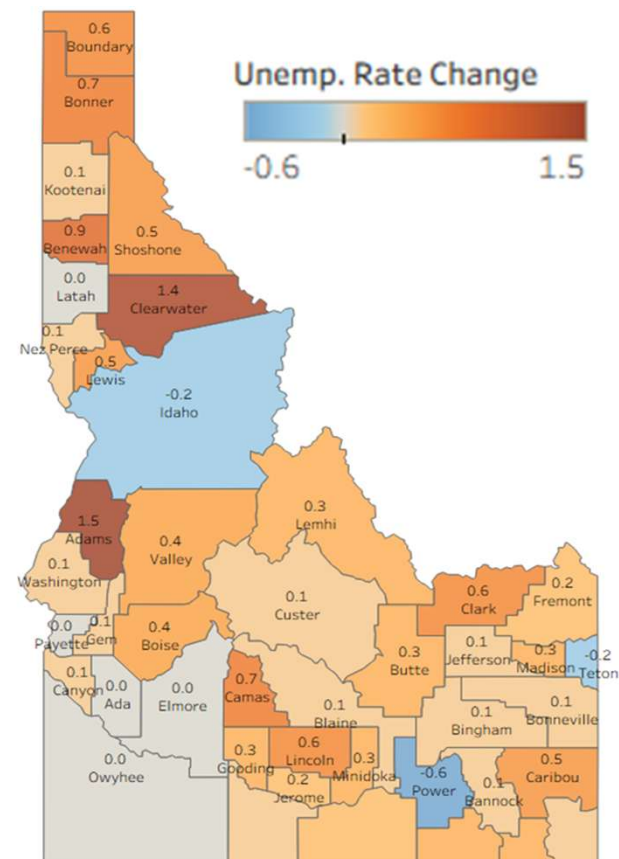 0.6
Boundary
0.7
Bonner
Unemp. Rate Change
-0.6 1.5
0.1
Kootenai
0.9
Benewah
0.5
Shoshone
0.0
Latah
1.4
Clearwater
0.1
Nez Perce
0.5
Lewis
-0.2
Idaho
1.5
Adams
0.3
Lemhi
0.4
Valley
0.1
Washington
0.1
Custer
0.6
Clark
0.2
Fremont
0.0
Payette
0.1
Gem
0.4
Boise
0.3
Butte
0.1
Jefferson
0.3
Madison
-0.2
Teton
0.1
Canyon
0.0
Ada
0.0
Elmore
0.7
Camas
0.1
Blaine
0.1
Bingham
0.1
Bonneville
0.0
Owyhee
0.3
Gooding
0.6
Lincoln
0.3
Minidoka
0.2
Jerome
-0.6
Power
0.1
Bannock
0.5
Caribou